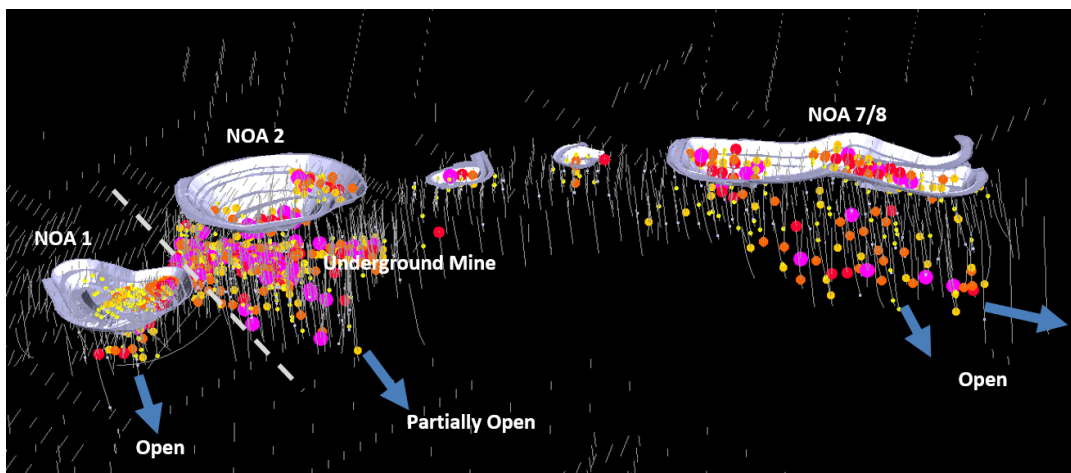 NOA 7/8
NOA 2
NOA 1
Underground Mine
Open
Partially Open
Open